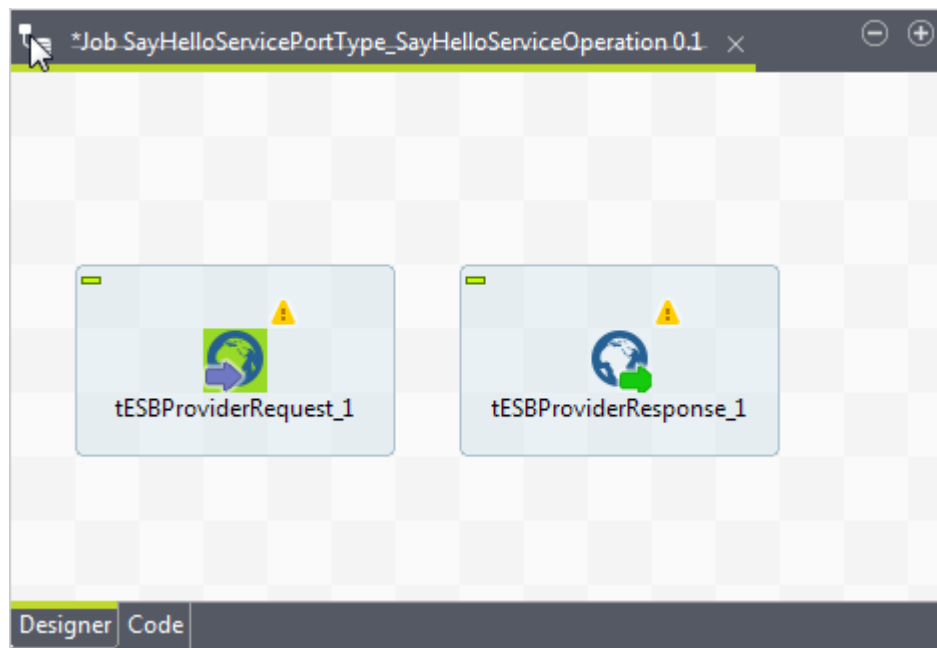 *Job SayHelloServicePortType_SayHelloServiceOperation 0.1
tESBProviderRequest_1
tESBProviderResponse_1
Designer
Code